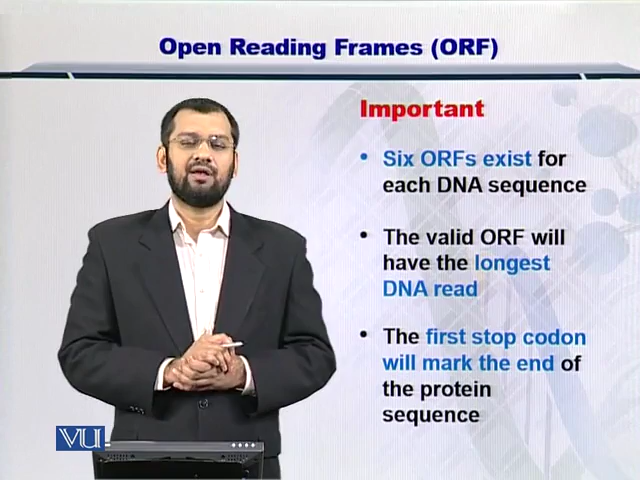 Open Reading Frames (ORF)
Important
• Six ORFs exist for
each DNA sequence
• The valid ORF will
have the longest
DNA read
• The first stop codon
will mark the end of
the protein
sequence
VU